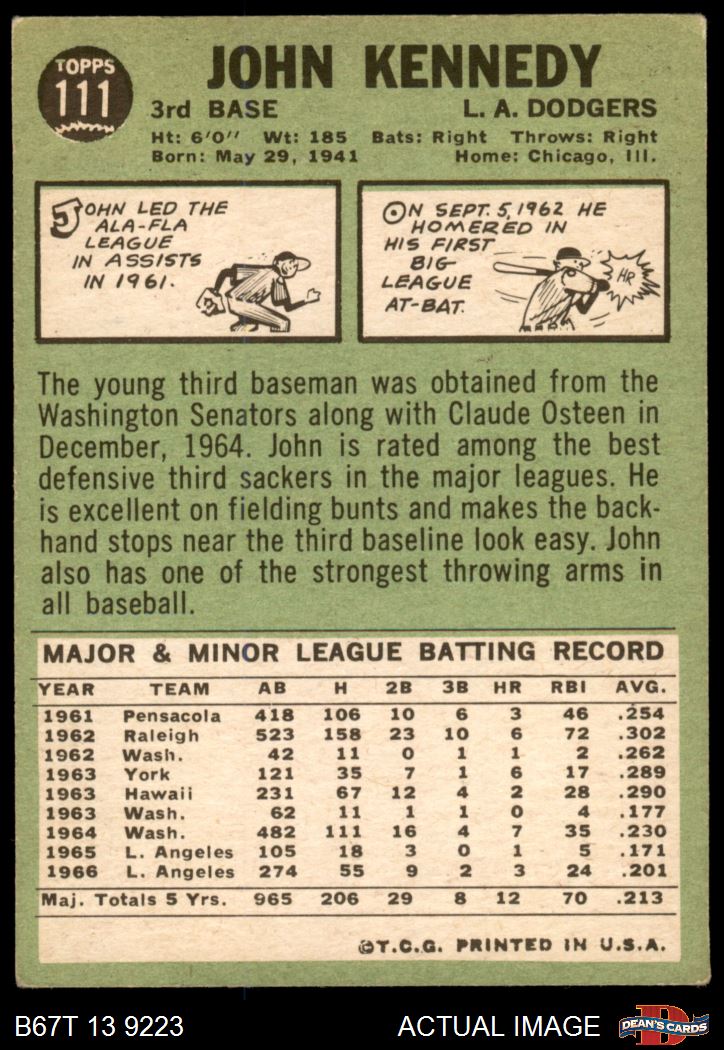 TOPPS
111
JOHN KENNEDY
3rd BASE L. A. DODGERS
Ht: 6'0" Wt: 185 Bats: Right Throws: Right
Born: May 29, 1941 Home: Chicago, Ill.
JOHN LED THE
ALA-FLA
LEAGUE
IN ASSISTS
IN 1961.
ON SEPT. 5, 1962 HE
HOMERED IN
HIS FIRST
BIG
LEAGUE
AT-BAT.
HR
The young third baseman was obtained from the
Washington Senators along with Claude Osteen in
December, 1964. John is rated among the best
defensive third sackers in the major leagues. He
is excellent on fielding bunts and makes the back-
hand stops near the third baseline look easy. John
also has one of the strongest throwing arms in
all baseball.
MAJOR & MINOR LEAGUE BATTING RECORD
YEAR TEAM AB H 2B 3B HR RBI AVG.
1961 Pensacola 418 106 10 6 3 46 .254
1962 Raleigh 523 158 23 10 6 72 .302
1962 Wash. 42 11 0 1 1 2 .262
1963 York 121 35 7 1 6 17 .289
1963 Hawaii 231 67 12 4 2 28 .290
1963 Wash. 62 11 1 1 0 4 .177
1964 Wash. 482 111 16 4 7 35 .230
1965 L. Angeles 105 18 3 0 1 5 .171
1966 L. Angeles 274 55 9 2 3 24 .201
Maj. Totals 5 Yrs. 965 206 29 8 12 70 .213
©T.C.G. PRINTED IN U.S.A.
B67T 13 9223 ACTUAL IMAGE
D
DEAN'S CARDS